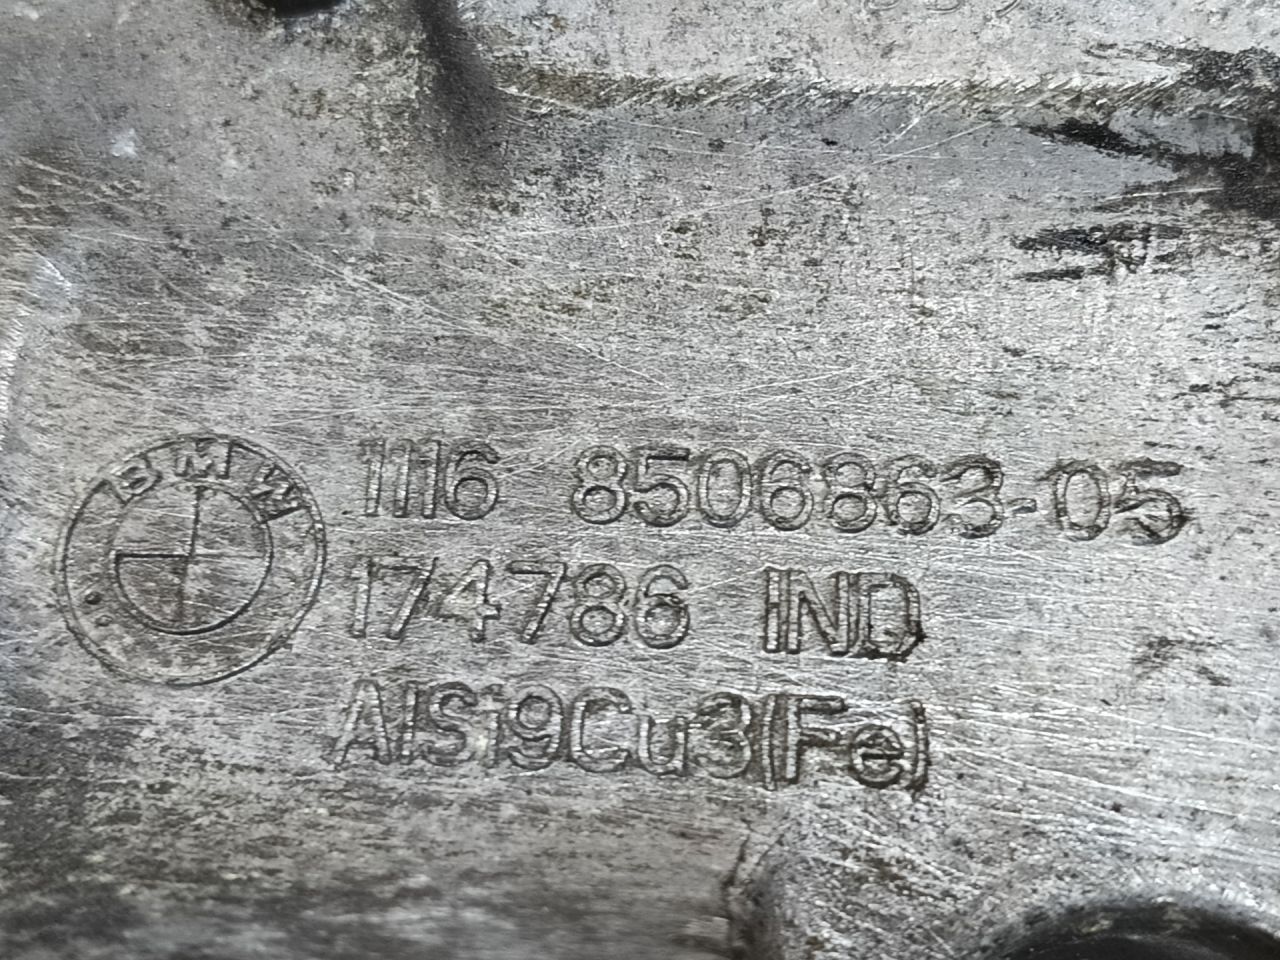 BMW
1116 8506863-05
174786 IND
AlSi9Cu3(Fe)